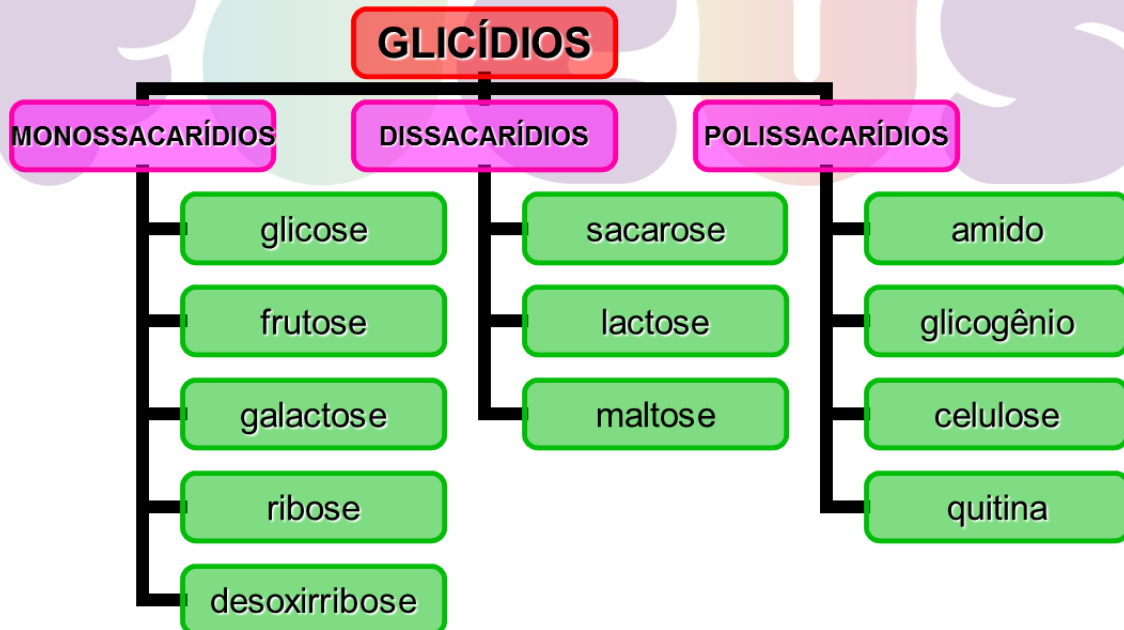 GLICÍDIOS
MONOSSACARÍDIOS
glicose
frutose
galactose
ribose
desoxirribose
DISSACARÍDIOS
sacarose
lactose
maltose
POLISSACARÍDIOS
amido
glicogênio
celulose
quitina